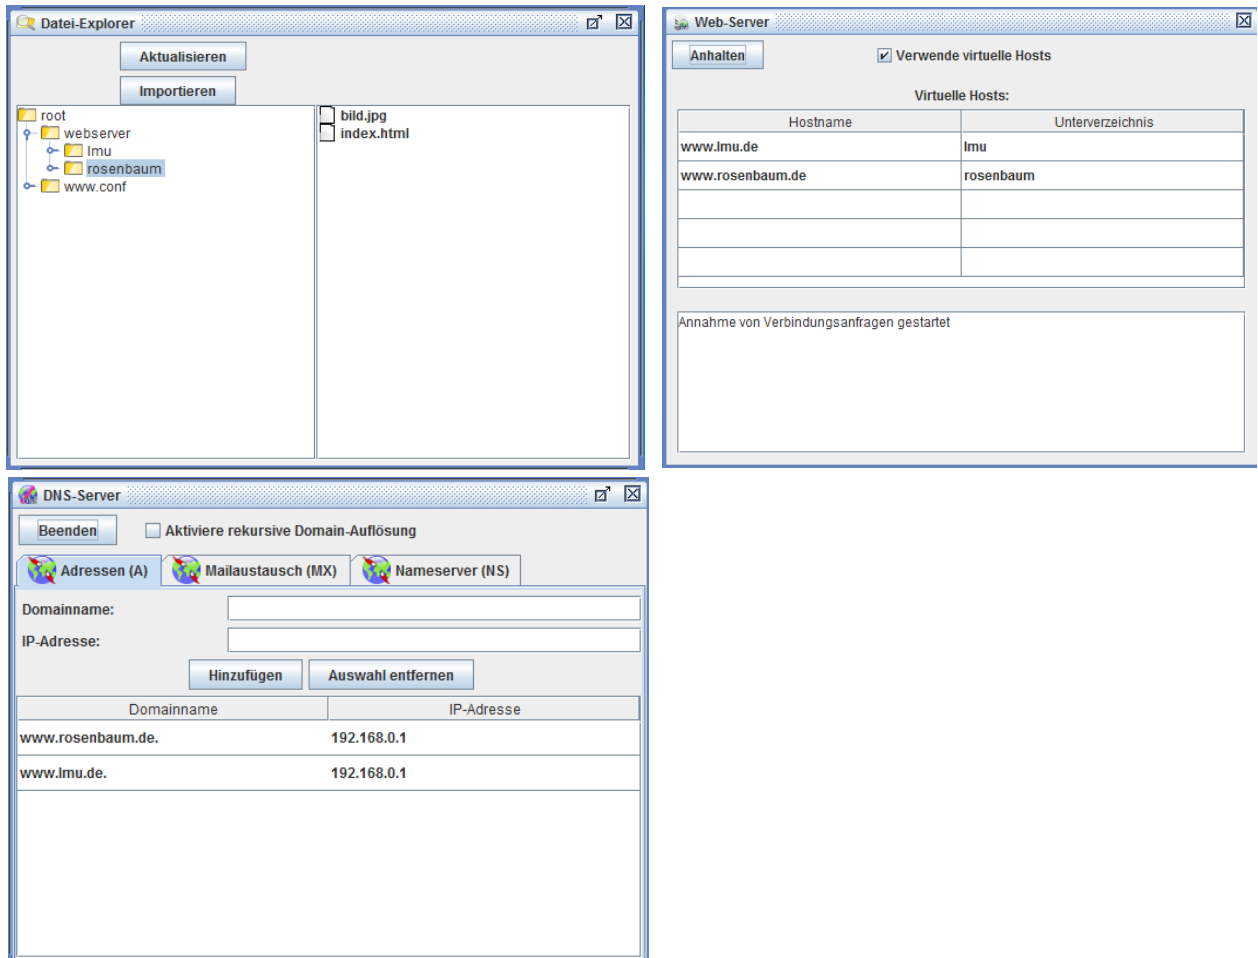 Datei-Explorer
Aktualisieren
Importieren
root
webserver
lmu
rosenbaum
www.conf
bild.jpg
index.html
Web-Server
Anhalten
Verwende virtuelle Hosts
Virtuelle Hosts:
Hostname Unterverzeichnis
www.lmu.de lmu
www.rosenbaum.de rosenbaum
Annahme von Verbindungsanfragen gestartet
DNS-Server
Beenden Aktiviere rekursive Domain-Auflösung
Adressen (A) Mailaustausch (MX) Nameserver (NS)
Domainname:
IP-Adresse:
Hinzufügen Auswahl entfernen
Domainname IP-Adresse
www.rosenbaum.de. 192.168.0.1
www.lmu.de. 192.168.0.1